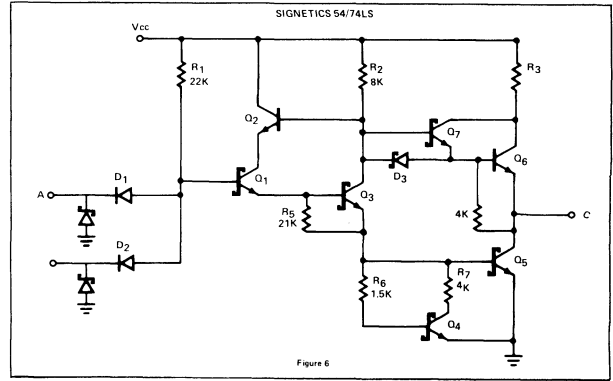 SIGNETICS 54/74LS
Vcc
R1
22K
R2
8K
R3
Q2
Q7
Q1
D3
Q6
D1
A
Q3
R5
21K
4K
C
D2
Q5
R6
1.5K
R7
4K
Q4
Figure 6